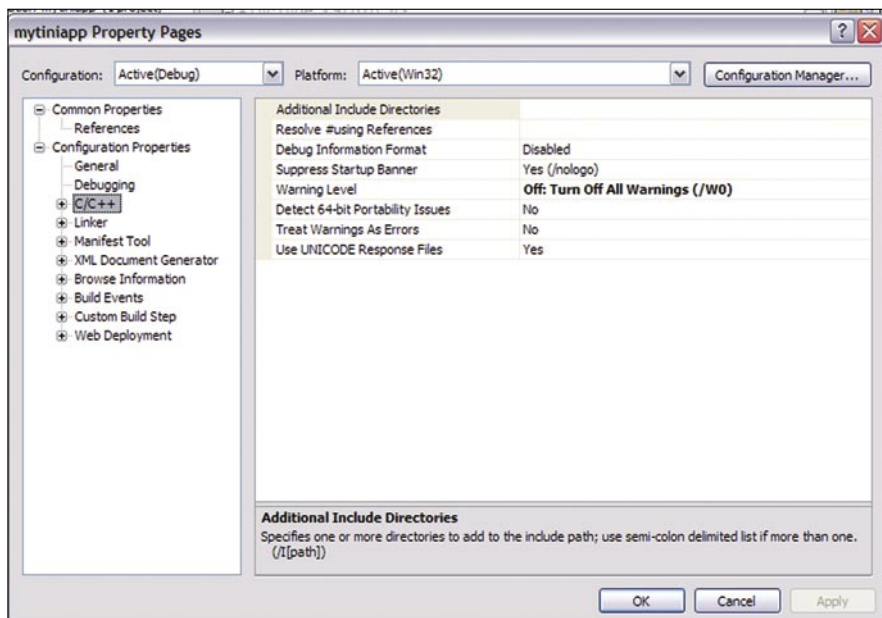 mytiniapp Property Pages
Configuration: Active(Debug) Platform: Active(Win32) Configuration Manager...
Common Properties
References
Configuration Properties
General
Debugging
C/C++
Linker
Manifest Tool
XML Document Generator
Browse Information
Build Events
Custom Build Step
Web Deployment
Additional Include Directories
Resolve #using References
Debug Information Format Disabled
Suppress Startup Banner Yes (/nologo)
Warning Level Off: Turn Off All Warnings (/W0)
Detect 64-bit Portability Issues No
Treat Warnings As Errors No
Use UNICODE Response Files Yes
Additional Include Directories
Specifies one or more directories to add to the include path; use semi-colon delimited list if more than one.
(/I[path])
OK Cancel Apply